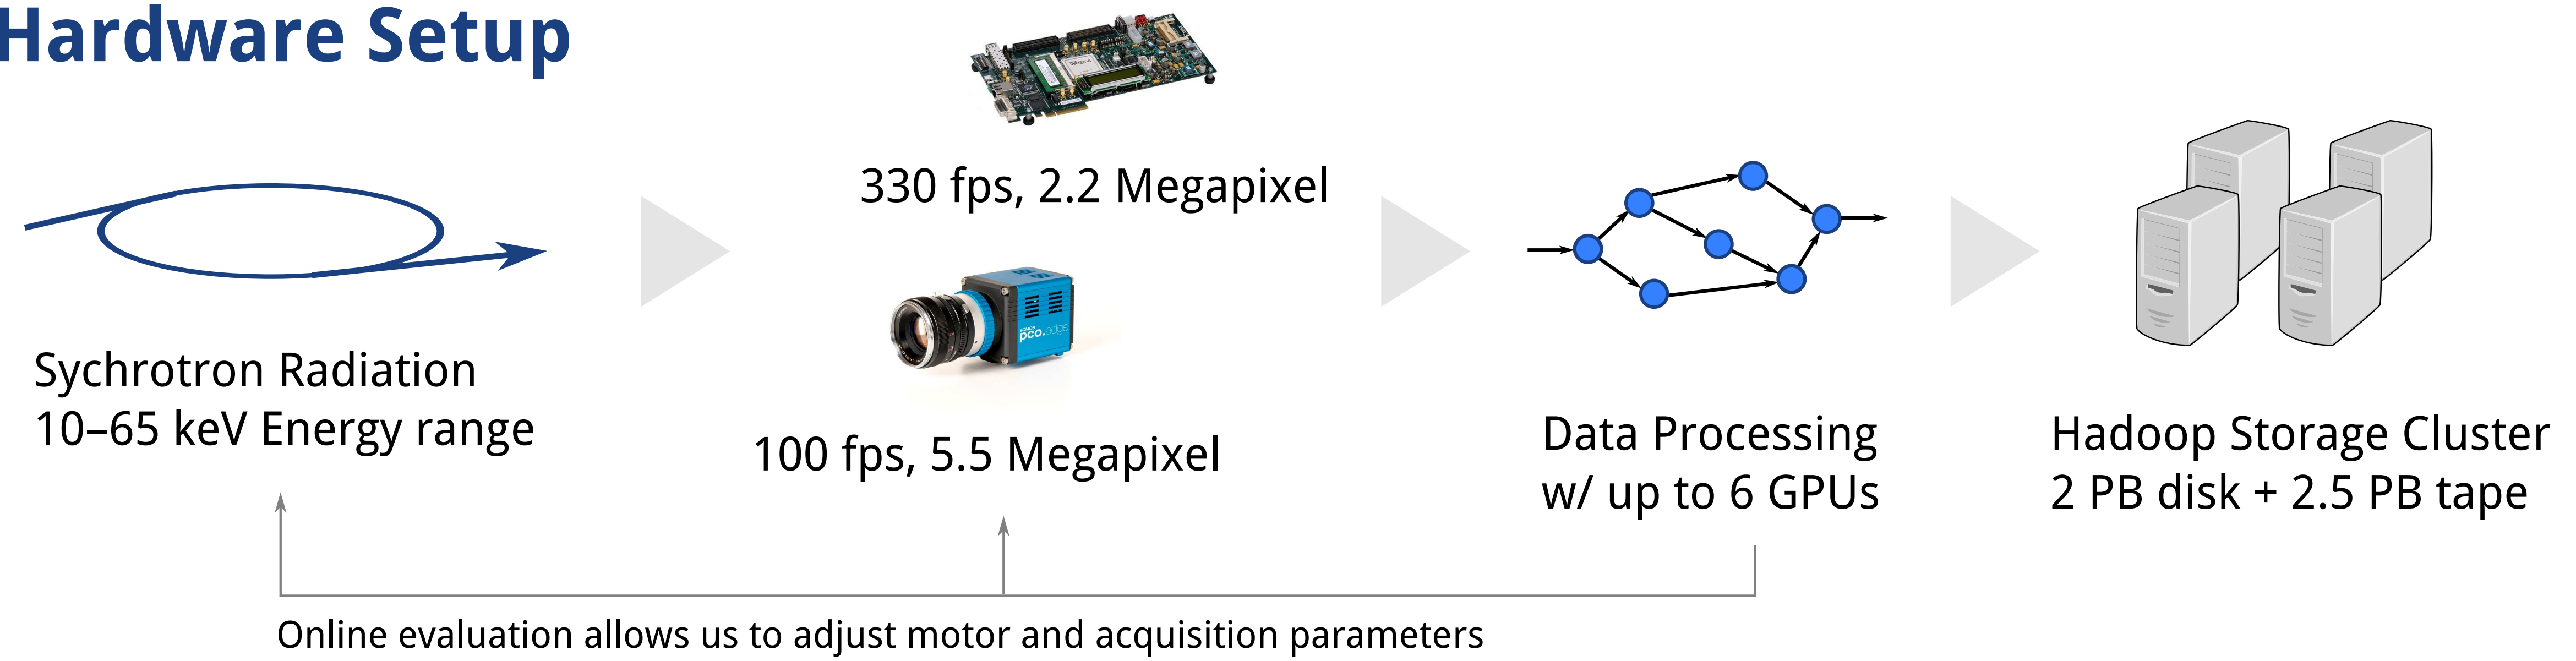 Hardware Setup
330 fps, 2.2 Megapixel
pco.edge
100 fps, 5.5 Megapixel
Sychrotron Radiation
10–65 keV Energy range
Data Processing
w/ up to 6 GPUs
Hadoop Storage Cluster
2 PB disk + 2.5 PB tape
Online evaluation allows us to adjust motor and acquisition parameters